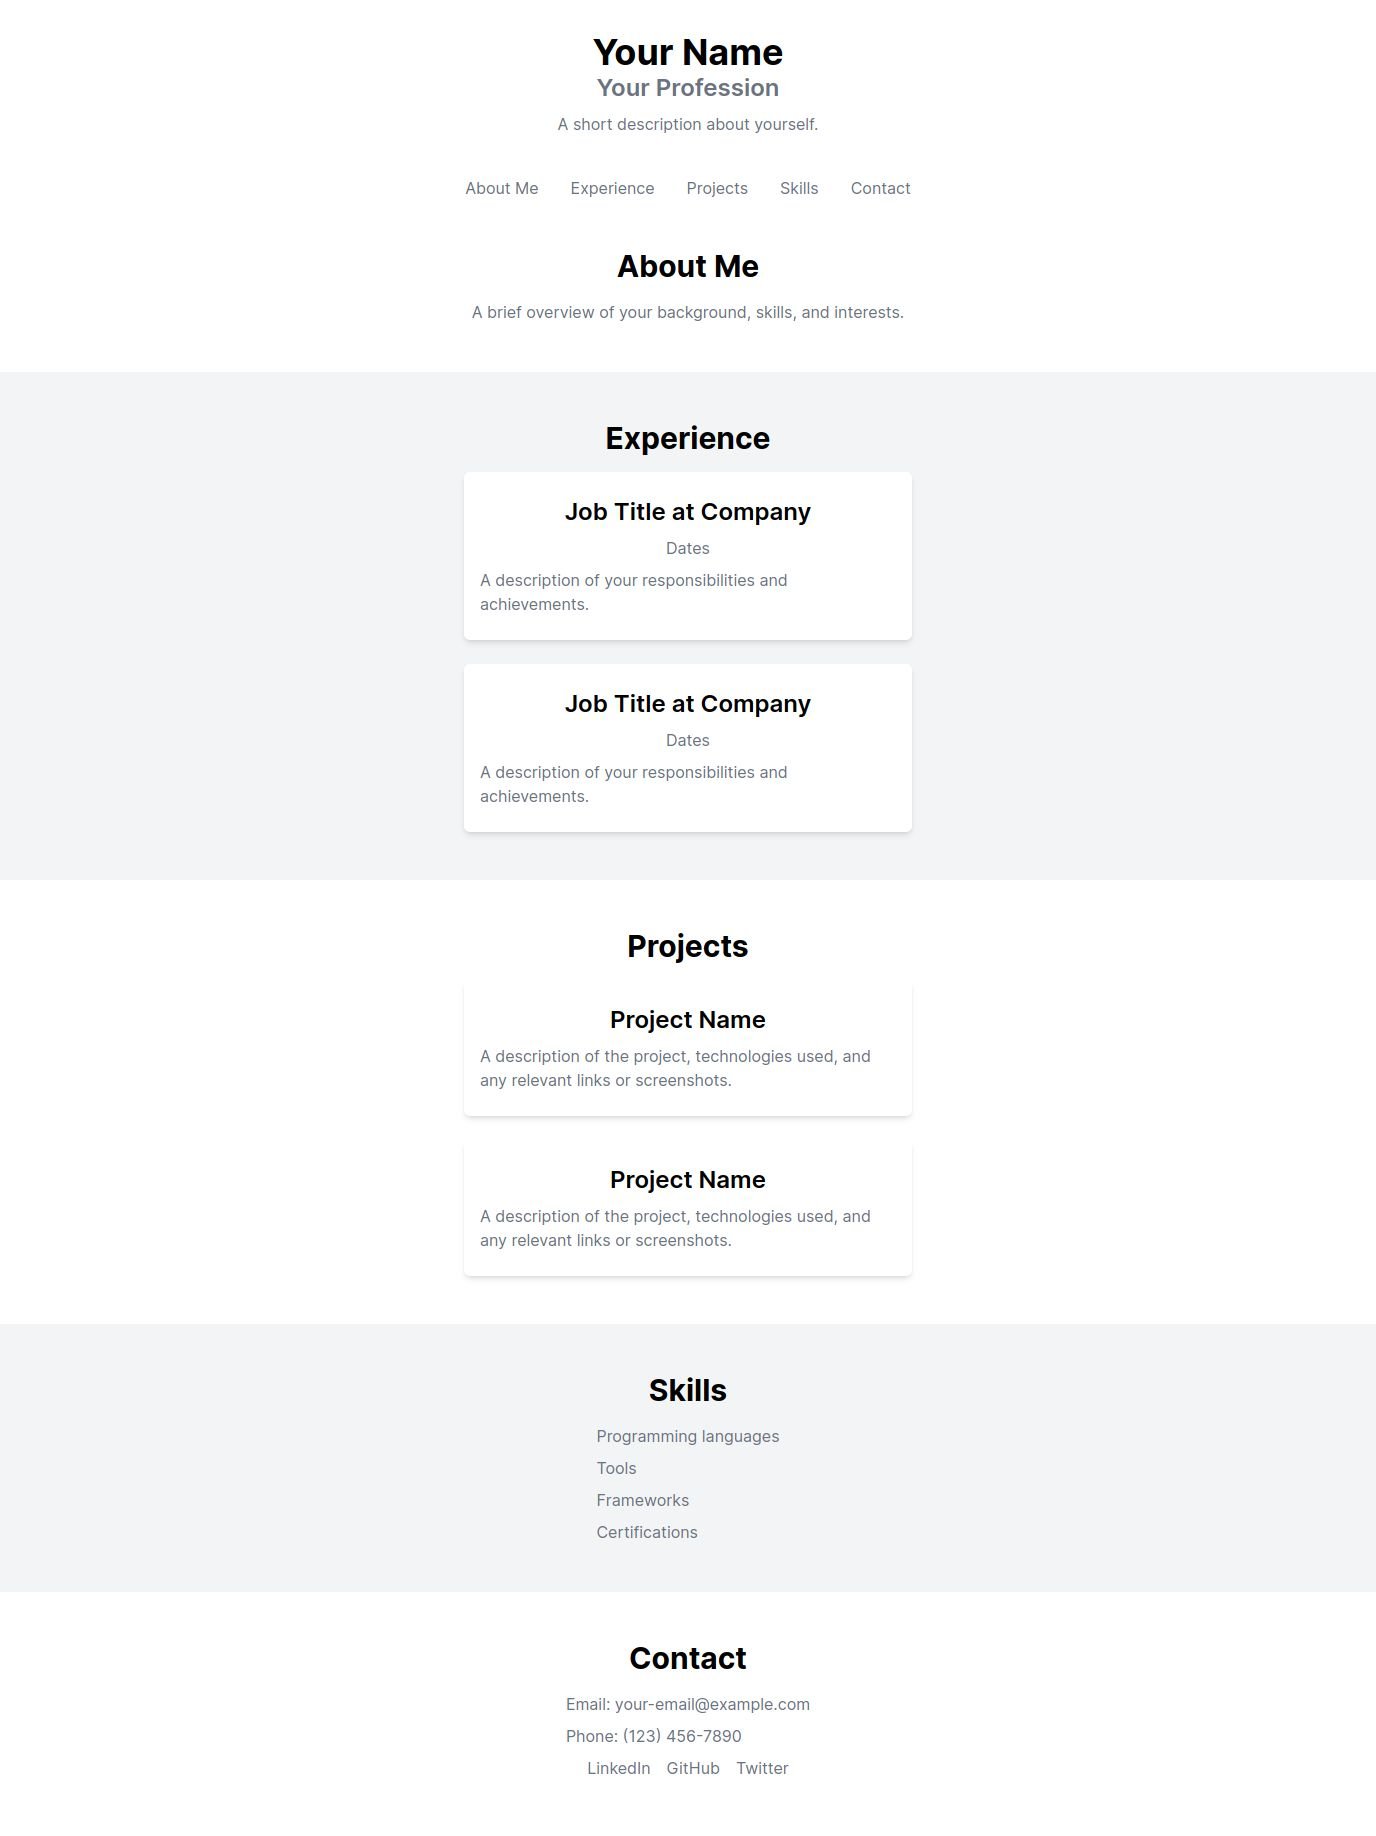 Your Name
Your Profession
A short description about yourself.
About Me Experience Projects Skills Contact
About Me
A brief overview of your background, skills, and interests.
Experience
Job Title at Company
Dates
A description of your responsibilities and
achievements.
Job Title at Company
Dates
A description of your responsibilities and
achievements.
Projects
Project Name
A description of the project, technologies used, and
any relevant links or screenshots.
Project Name
A description of the project, technologies used, and
any relevant links or screenshots.
Skills
Programming languages
Tools
Frameworks
Certifications
Contact
Email: your-email@example.com
Phone: (123) 456-7890
LinkedIn GitHub Twitter